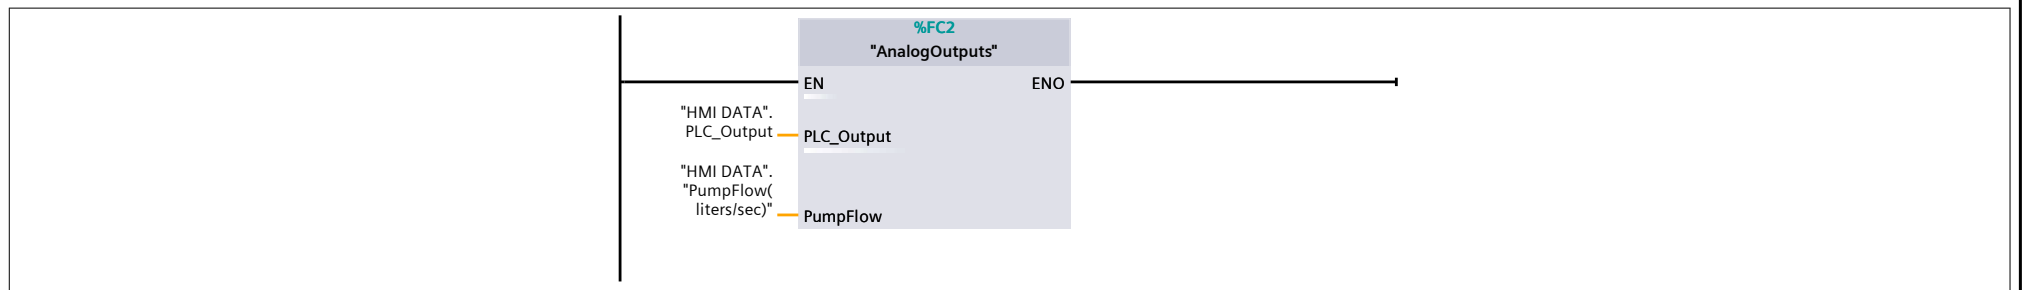 %FC2
"AnalogOutputs"
EN
ENO
"HMI DATA".
PLC_Output
PLC_Output
"HMI DATA".
"PumpFlow(
liters/sec)"
PumpFlow